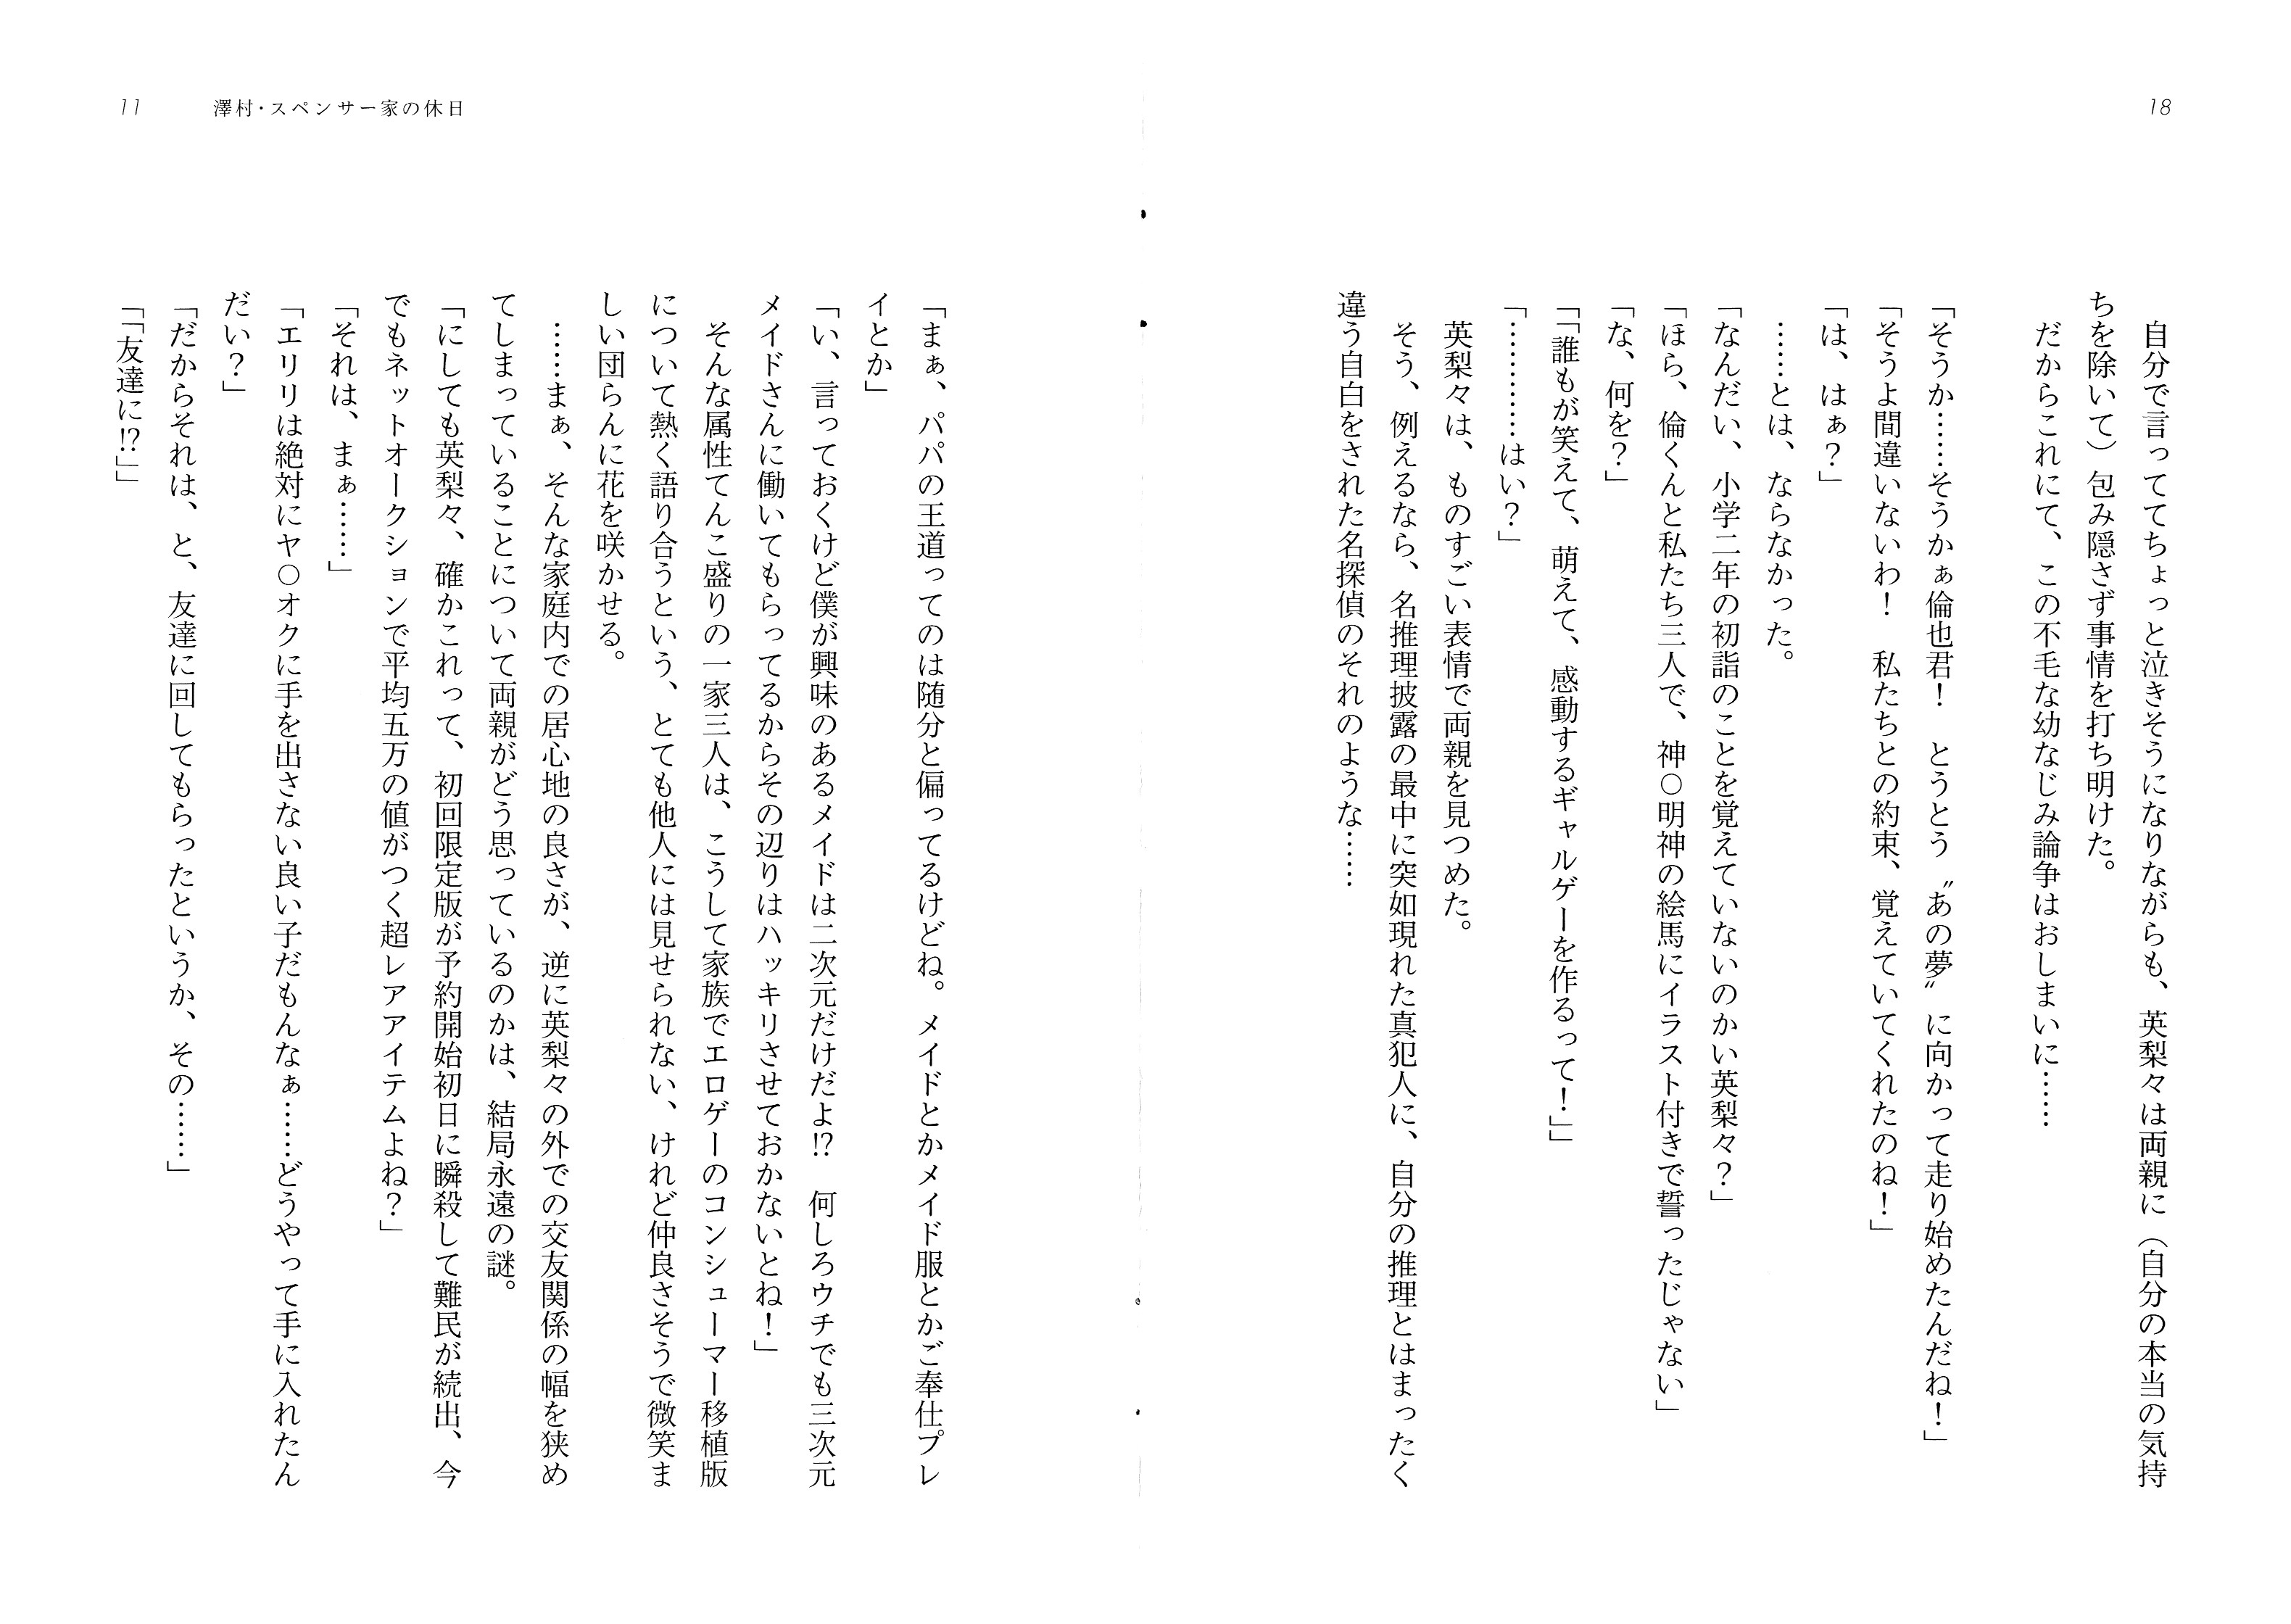 18
自分で言っててちょっと泣きそうになりながらも、英梨々は両親に（自分の本当の気持
ちを除いて）包み隠さず事情を打ち明けた。
だからこれにて、この不毛な幼なじみ論争はおしまいに……
「そうか……そうかぁ倫也君！　とうとう〝あの夢〟に向かって走り始めたんだね！」
「そうよ間違いないわ！　私たちとの約束、覚えていてくれたのね！」
「は、はぁ？」
……とは、ならなかった。
「なんだい、小学二年の初詣のことを覚えていないのかい英梨々？」
「ほら、倫くんと私たち三人で、神○明神の絵馬にイラスト付きで誓ったじゃない」
「な、何を？」
「「誰もが笑えて、萌えて、感動するギャルゲーを作るって！」」
「…………はい？」
英梨々は、ものすごい表情で両親を見つめた。
そう、例えるなら、名推理披露の最中に突如現れた真犯人に、自分の推理とはまったく
違う自白をされた名探偵のそれのような……
11
澤村・スペンサー家の休日
「まぁ、パパの王道ってのは随分と偏ってるけどね。メイドとかメイド服とかご奉仕プレ
イとか」
「い、言っておくけど僕が興味のあるメイドは二次元だけだよ!?　何しろウチでも三次元
メイドさんに働いてもらってるからその辺りはハッキリさせておかないとね！」
そんな属性てんこ盛りの一家三人は、こうして家族でエロゲーのコンシューマー移植版
について熱く語り合うという、とても他人には見せられない、けれど仲良さそうで微笑ま
しい団らんに花を咲かせる。
……まぁ、そんな家庭内での居心地の良さが、逆に英梨々の外での交友関係の幅を狭め
てしまっていることについて両親がどう思っているのかは、結局永遠の謎。
「にしても英梨々、確かこれって、初回限定版が予約開始初日に瞬殺して難民が続出、今
でもネットオークションで平均五万の値がつく超レアアイテムよね？」
「それは、まぁ……」
「エリリは絶対にヤ○オクに手を出さない良い子だもんなぁ……どうやって手に入れたん
だい？」
「だからそれは、と、友達に回してもらったというか、その……」
「「友達に!?」」